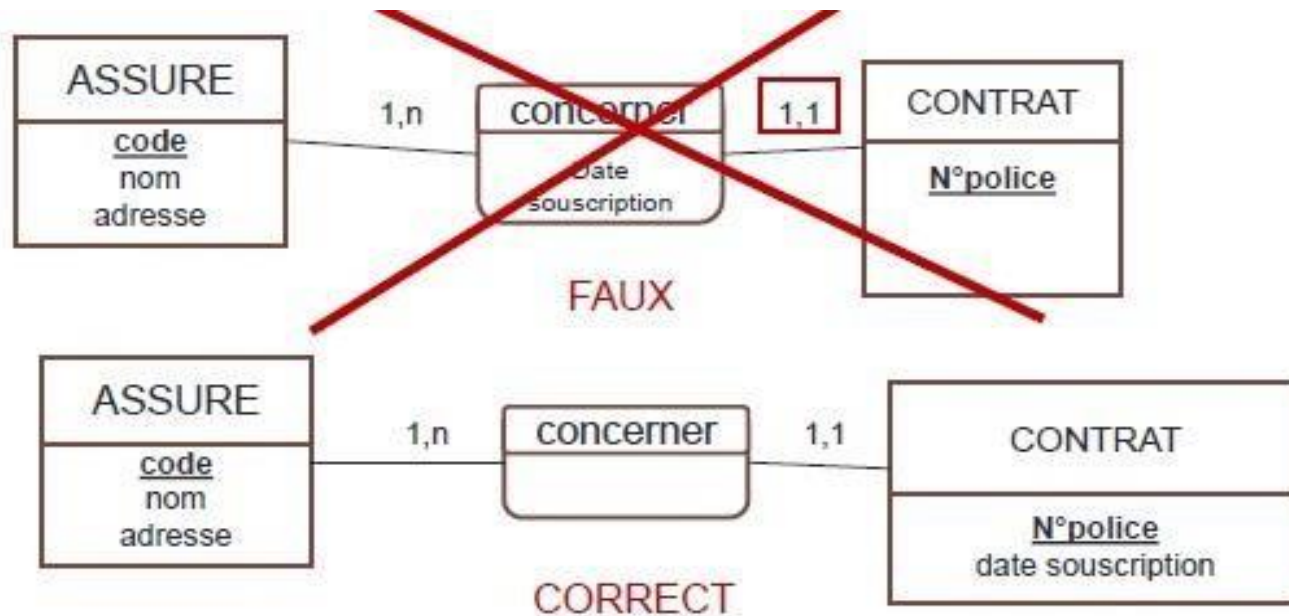 ASSURE
code
nom
adresse
1,n
concerner
Date
souscription
1,1
CONTRAT
N°police
FAUX
ASSURE
code
nom
adresse
1,n
concerner
1,1
CONTRAT
N°police
date souscription
CORRECT